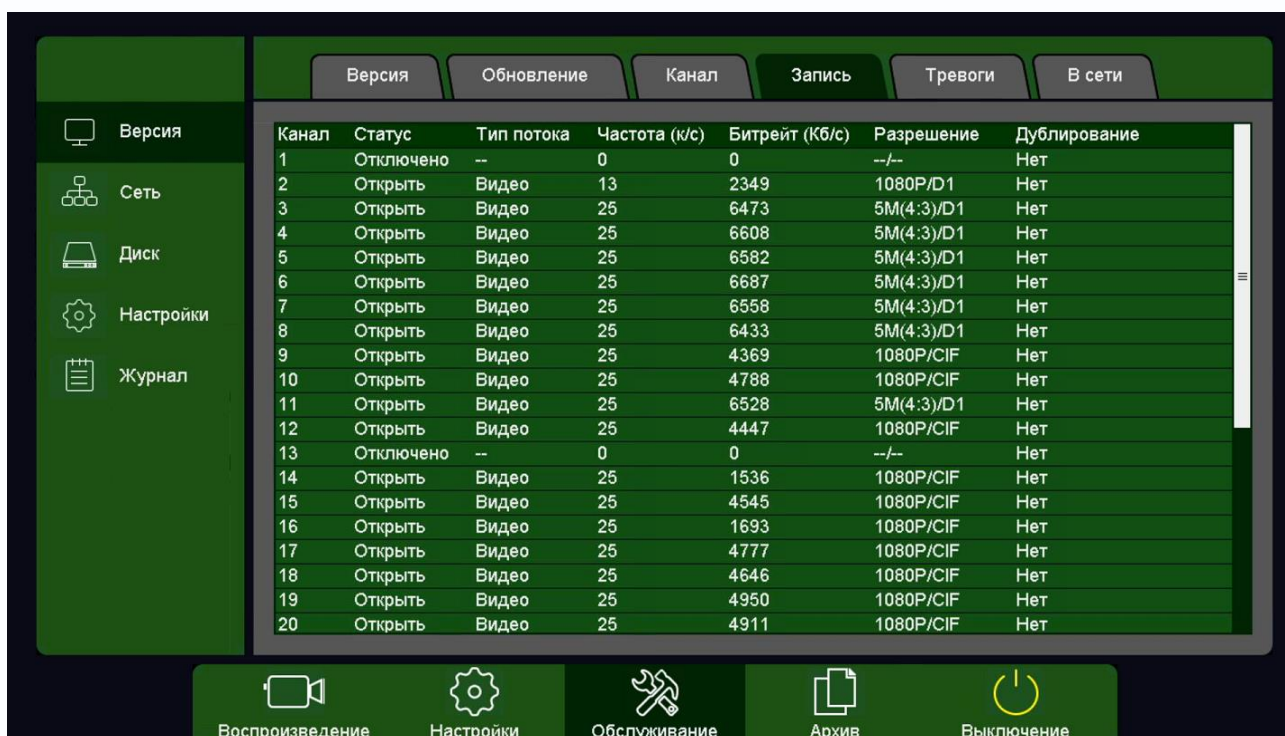 Версия Обновление Канал Запись Тревоги В сети
Версия
Сеть
Диск
Настройки
Журнал
Канал Статус Тип потока Частота (к/с) Битрейт (Кб/с) Разрешение Дублирование
1 Отключено -- 0 0 --/-- Нет
2 Открыть Видео 13 2349 1080P/D1 Нет
3 Открыть Видео 25 6473 5M(4:3)/D1 Нет
4 Открыть Видео 25 6608 5M(4:3)/D1 Нет
5 Открыть Видео 25 6582 5M(4:3)/D1 Нет
6 Открыть Видео 25 6687 5M(4:3)/D1 Нет
7 Открыть Видео 25 6558 5M(4:3)/D1 Нет
8 Открыть Видео 25 6433 5M(4:3)/D1 Нет
9 Открыть Видео 25 4369 1080P/CIF Нет
10 Открыть Видео 25 4788 1080P/CIF Нет
11 Открыть Видео 25 6528 5M(4:3)/D1 Нет
12 Открыть Видео 25 4447 1080P/CIF Нет
13 Отключено -- 0 0 --/-- Нет
14 Открыть Видео 25 1536 1080P/CIF Нет
15 Открыть Видео 25 4545 1080P/CIF Нет
16 Открыть Видео 25 1693 1080P/CIF Нет
17 Открыть Видео 25 4777 1080P/CIF Нет
18 Открыть Видео 25 4646 1080P/CIF Нет
19 Открыть Видео 25 4950 1080P/CIF Нет
20 Открыть Видео 25 4911 1080P/CIF Нет
Воспроизведение Настройки Обслуживание Архив Выключение